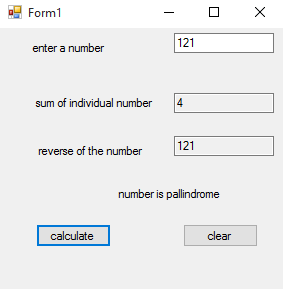 Form1
enter a number 121
sum of individual number 4
reverse of the number 121
number is pallindrome
calculate clear